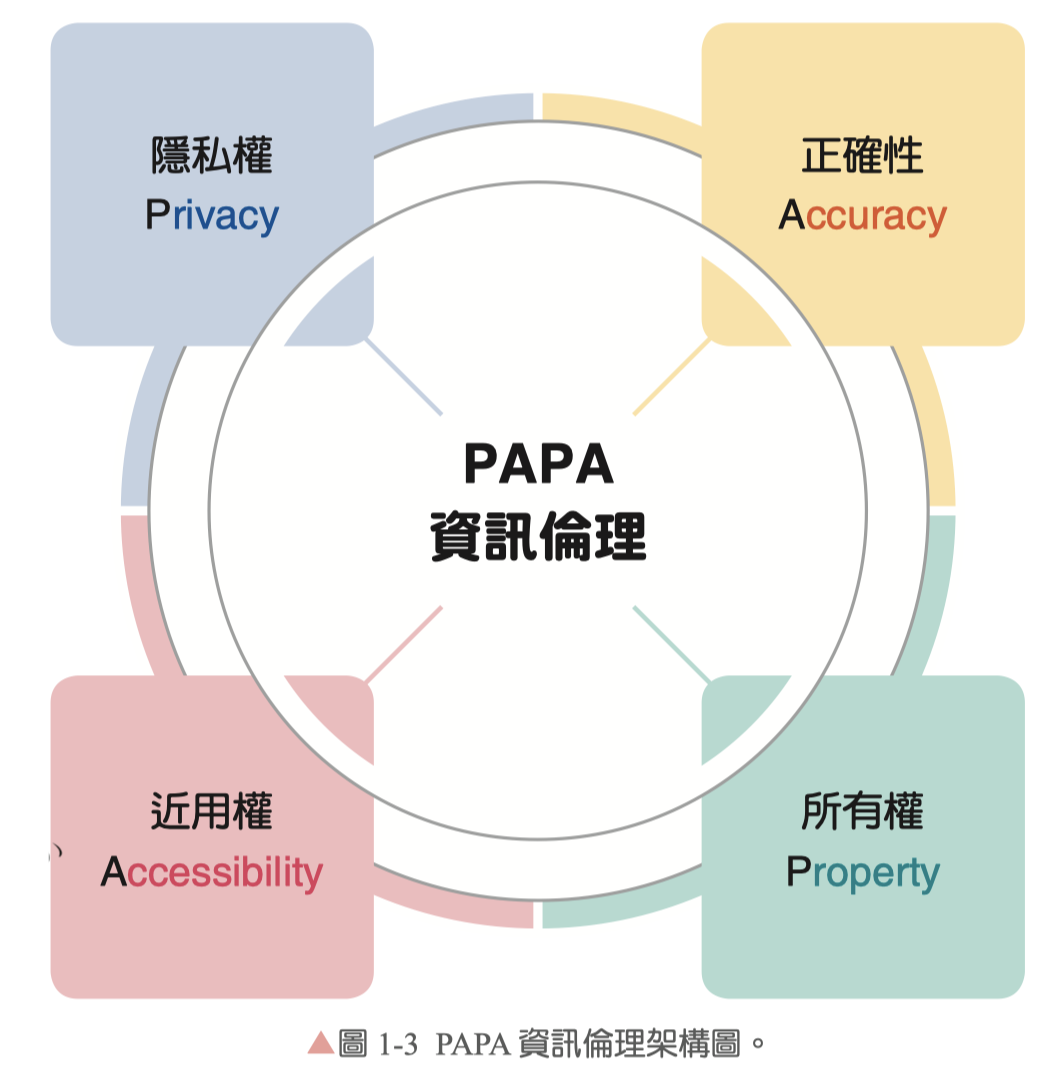 隱私權
Privacy
正確性
Accuracy
PAPA
資訊倫理
近用權
Accessibility
所有權
Property
▲圖 1-3 PAPA 資訊倫理架構圖。